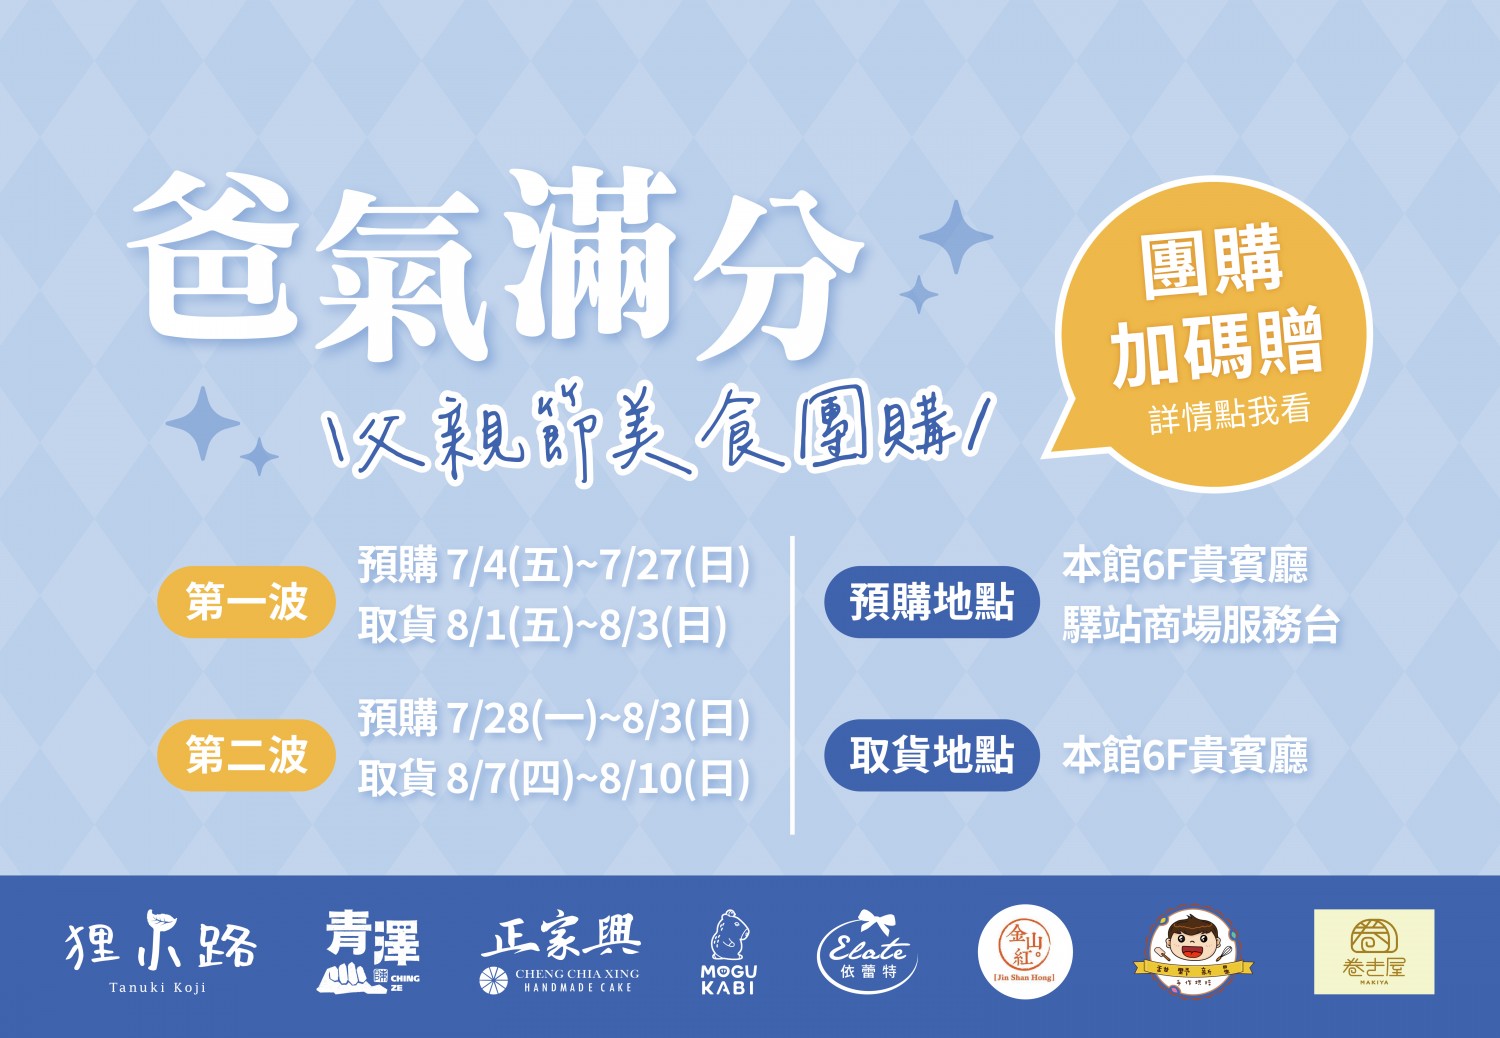 爸氣滿分
\父親節美食團購/
團購
加碼贈
詳情點我看
第一波
預購 7/4(五)~7/27(日)
取貨 8/1(五)~8/3(日)
第二波
預購 7/28(一)~8/3(日)
取貨 8/7(四)~8/10(日)
預購地點
本館6F貴賓廳
驛站商場服務台
取貨地點
本館6F貴賓廳
狸小路
Tanuki Koji
青澤
CHING
ZE
正家興
CHENG CHIA XING
HANDMADE CAKE
MOGU
KABI
Elate
依蕾特
金山
紅。
[Jin Shan Hong]
手作烘焙
卷士屋
MAKIYA